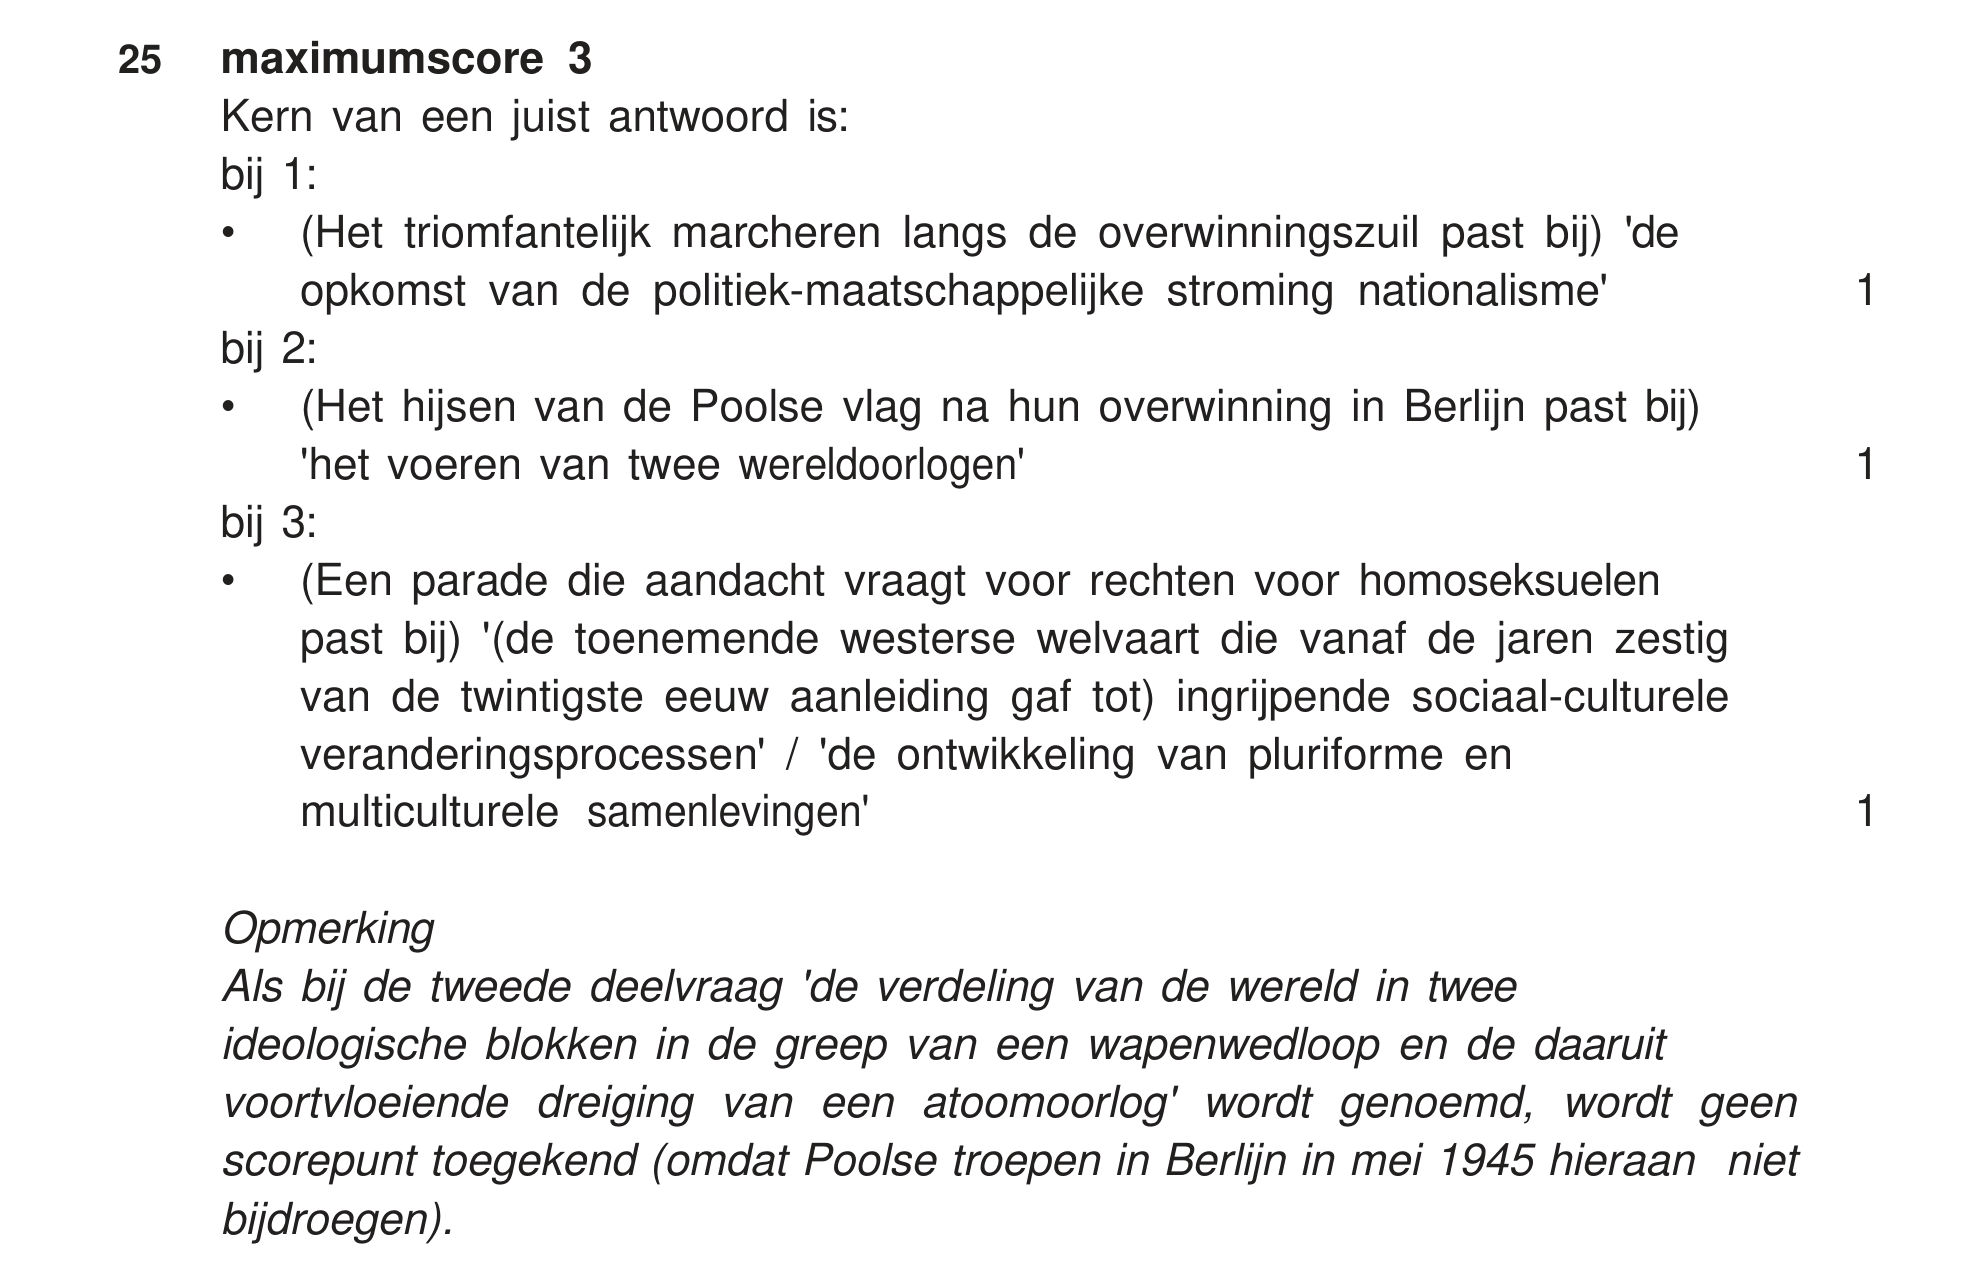 25 maximumscore 3
Kern van een juist antwoord is:
bij 1:
• (Het triomfantelijk marcheren langs de overwinningszuil past bij) 'de
opkomst van de politiek-maatschappelijke stroming nationalisme' 1
bij 2:
• (Het hijsen van de Poolse vlag na hun overwinning in Berlijn past bij)
'het voeren van twee wereldoorlogen' 1
bij 3:
• (Een parade die aandacht vraagt voor rechten voor homoseksuelen
past bij) '(de toenemende westerse welvaart die vanaf de jaren zestig
van de twintigste eeuw aanleiding gaf tot) ingrijpende sociaal-culturele
veranderingsprocessen' / 'de ontwikkeling van pluriforme en
multiculturele samenlevingen' 1
Opmerking
Als bij de tweede deelvraag 'de verdeling van de wereld in twee
ideologische blokken in de greep van een wapenwedloop en de daaruit
voortvloeiende dreiging van een atoomoorlog' wordt genoemd, wordt geen
scorepunt toegekend (omdat Poolse troepen in Berlijn in mei 1945 hieraan niet
bijdroegen).